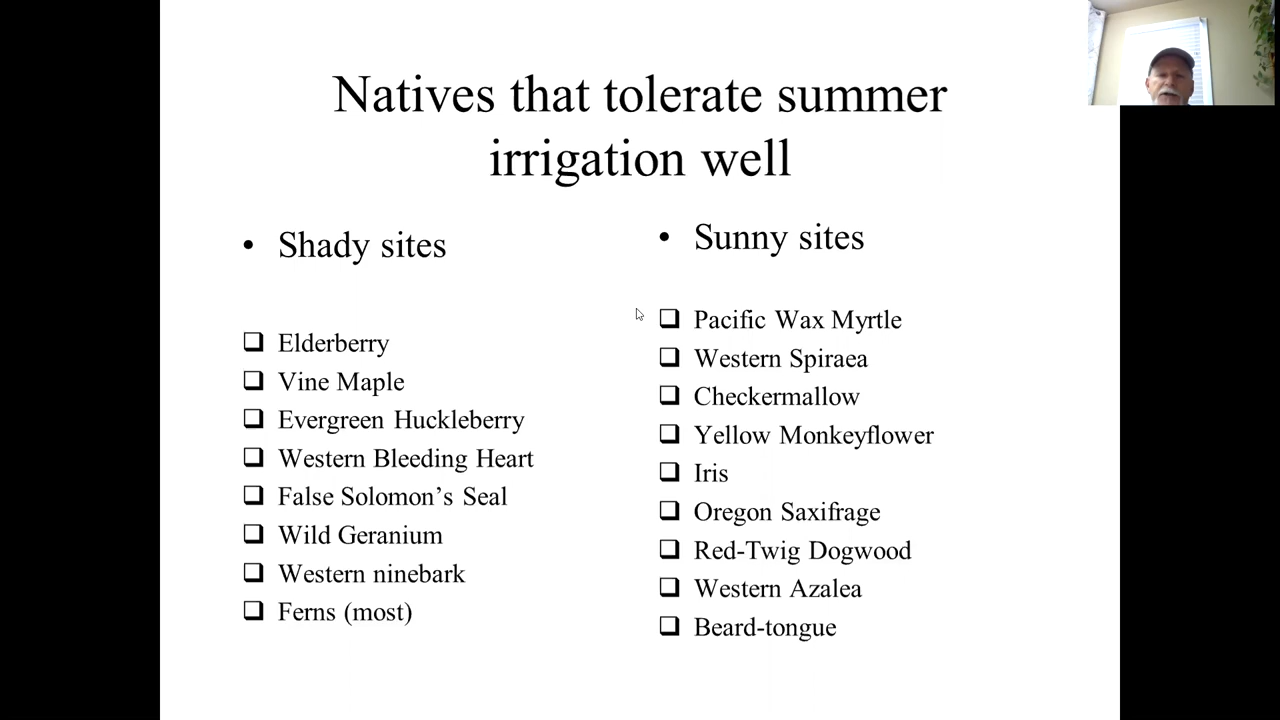 Natives that tolerate summer
irrigation well
• Shady sites
❑ Elderberry
❑ Vine Maple
❑ Evergreen Huckleberry
❑ Western Bleeding Heart
❑ False Solomon’s Seal
❑ Wild Geranium
❑ Western ninebark
❑ Ferns (most)
• Sunny sites
❑ Pacific Wax Myrtle
❑ Western Spiraea
❑ Checkermallow
❑ Yellow Monkeyflower
❑ Iris
❑ Oregon Saxifrage
❑ Red-Twig Dogwood
❑ Western Azalea
❑ Beard-tongue